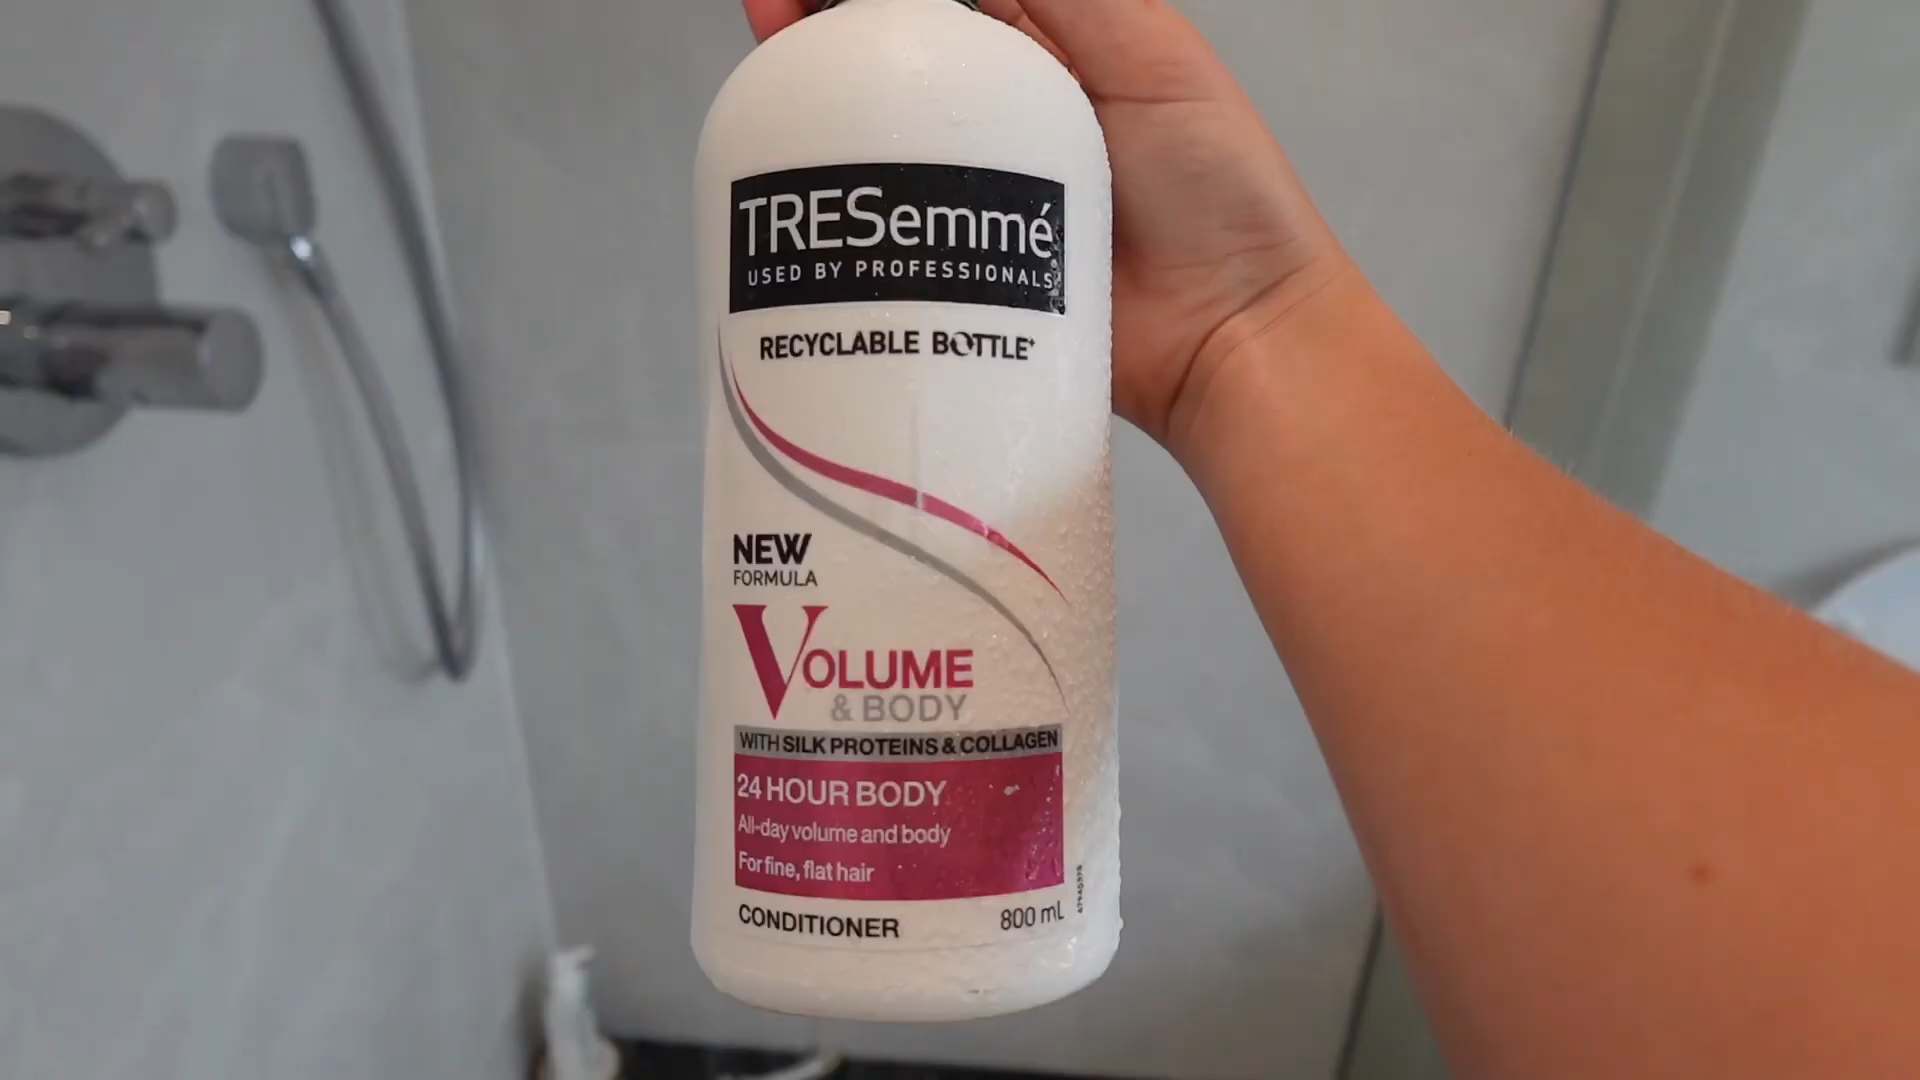 TRESemmé
USED BY PROFESSIONALS
RECYCLABLE BOTTLE+
NEW
FORMULA
VOLUME
& BODY
WITH SILK PROTEINS & COLLAGEN
24 HOUR BODY
All-day volume and body
For fine, flat hair
CONDITIONER
800 mL